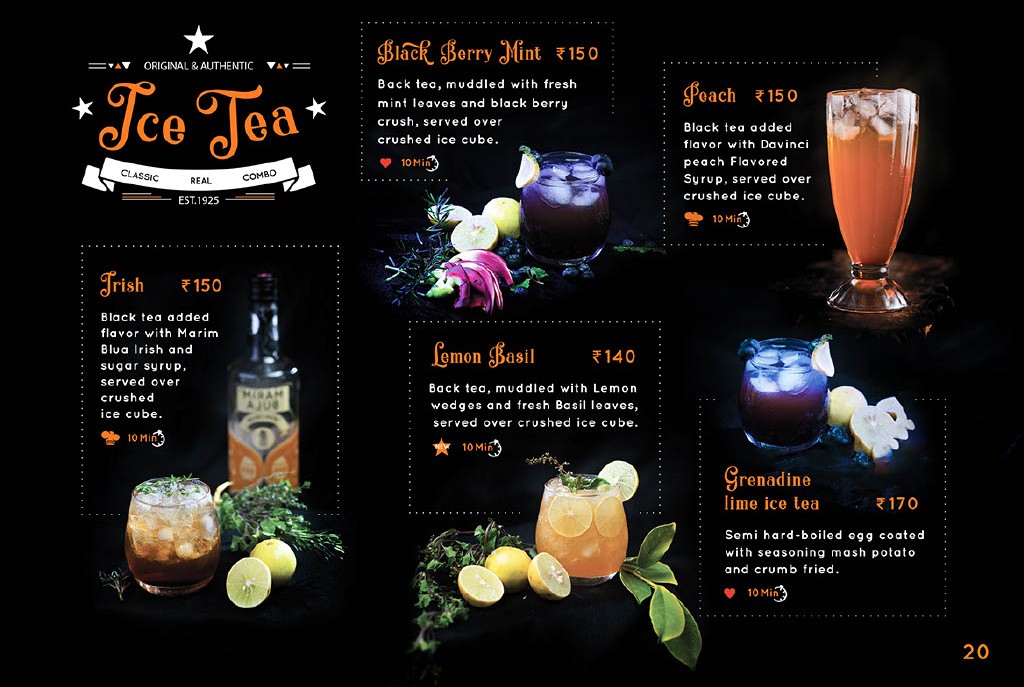 ORIGINAL & AUTHENTIC
Ice Tea
CLASSIC REAL COMBO
EST.1925
Black Berry Mint ₹150
Back tea, muddled with fresh
mint leaves and black berry
crush, served over
crushed ice cube.
10 Min
Peach ₹150
Black tea added
flavor with Davinci
peach Flavored
Syrup, served over
crushed ice cube.
10 Min
Irish ₹150
Black tea added
flavor with Marim
Blua Irish and
sugar syrup,
served over
crushed
ice cube.
10 Min
MARIM
BULA
Lemon Basil ₹140
Back tea, muddled with Lemon
wedges and fresh Basil leaves,
served over crushed ice cube.
NEW 10 Min
Grenadine
lime ice tea ₹170
Semi hard-boiled egg coated
with seasoning mash potato
and crumb fried.
10 Min
20